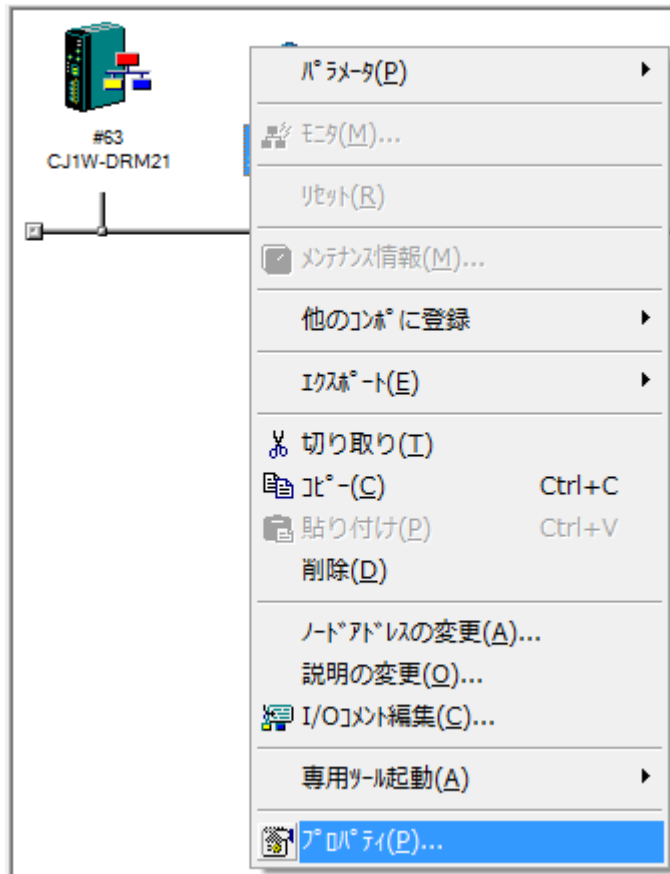 #63
CJ1W-DRM21
ﾊﾟﾗﾒｰﾀ(P)
ﾓﾆﾀ(M)...
ﾘｾｯﾄ(R)
ﾒﾝﾃﾅﾝｽ情報(M)...
他のｺﾝﾎﾟに登録
ｴｸｽﾎﾟｰﾄ(E)
切り取り(T)
ｺﾋﾟｰ(C) Ctrl+C
貼り付け(P) Ctrl+V
削除(D)
ﾉｰﾄﾞｱﾄﾞﾚｽの変更(A)...
説明の変更(O)...
I/Oｺﾒﾝﾄ編集(C)...
専用ﾂｰﾙ起動(A)
ﾌﾟﾛﾊﾟﾃｨ(P)...